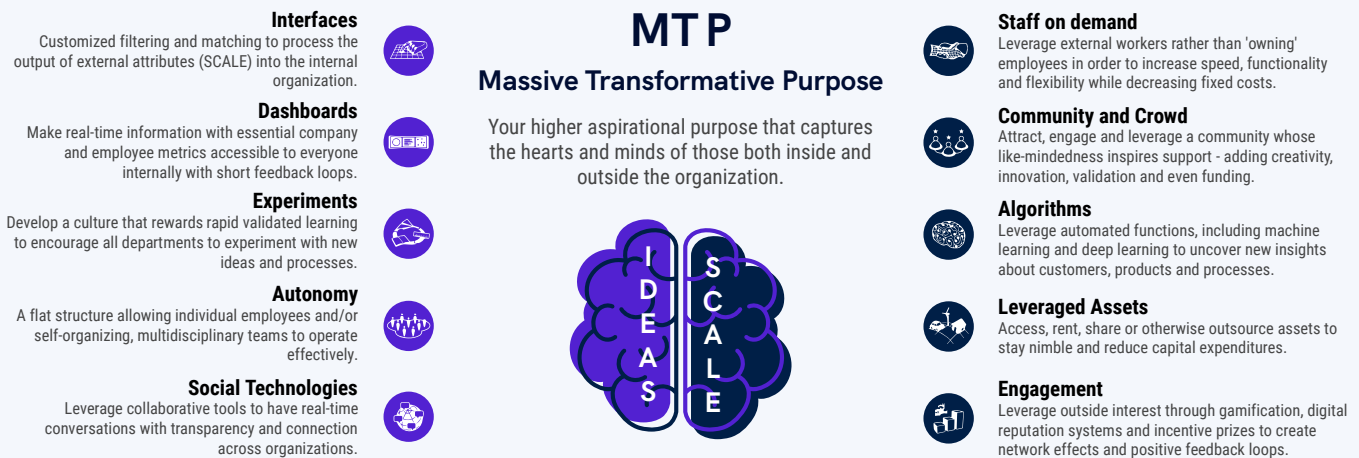 Interfaces
Customized filtering and matching to process the
output of external attributes (SCALE) into the internal
organization.
Dashboards
Make real-time information with essential company
and employee metrics accessible to everyone
internally with short feedback loops.
Experiments
Develop a culture that rewards rapid validated learning
to encourage all departments to experiment with new
ideas and processes.
Autonomy
A flat structure allowing individual employees and/or
self-organizing, multidisciplinary teams to operate
effectively.
Social Technologies
Leverage collaborative tools to have real-time
conversations with transparency and connection
across organizations.
MTP
Massive Transformative Purpose
Your higher aspirational purpose that captures
the hearts and minds of those both inside and
outside the organization.
IDEAS
SCALE
Staff on demand
Leverage external workers rather than 'owning'
employees in order to increase speed, functionality
and flexibility while decreasing fixed costs.
Community and Crowd
Attract, engage and leverage a community whose
like-mindedness inspires support - adding creativity,
innovation, validation and even funding.
Algorithms
Leverage automated functions, including machine
learning and deep learning to uncover new insights
about customers, products and processes.
Leveraged Assets
Access, rent, share or otherwise outsource assets to
stay nimble and reduce capital expenditures.
Engagement
Leverage outside interest through gamification, digital
reputation systems and incentive prizes to create
network effects and positive feedback loops.